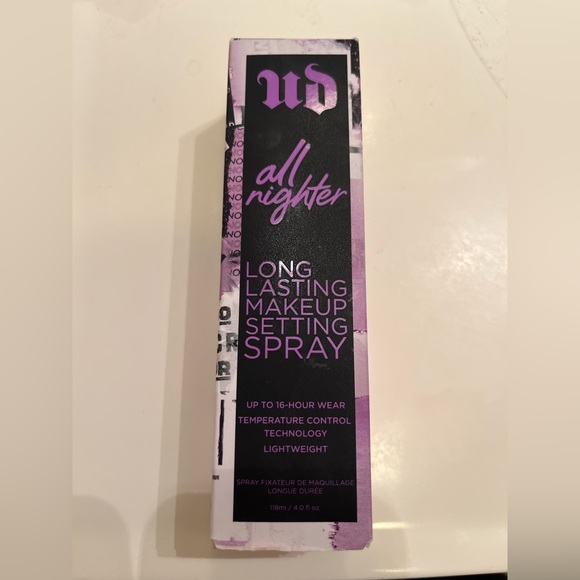 UD
all
nighter
LONG
LASTING
MAKEUP
SETTING
SPRAY
UP TO 16-HOUR WEAR
TEMPERATURE CONTROL
TECHNOLOGY
LIGHTWEIGHT
SPRAY FIXATEUR DE MAQUILLAGE
LONGUE DURÉE
118ml / 4.0 fl oz